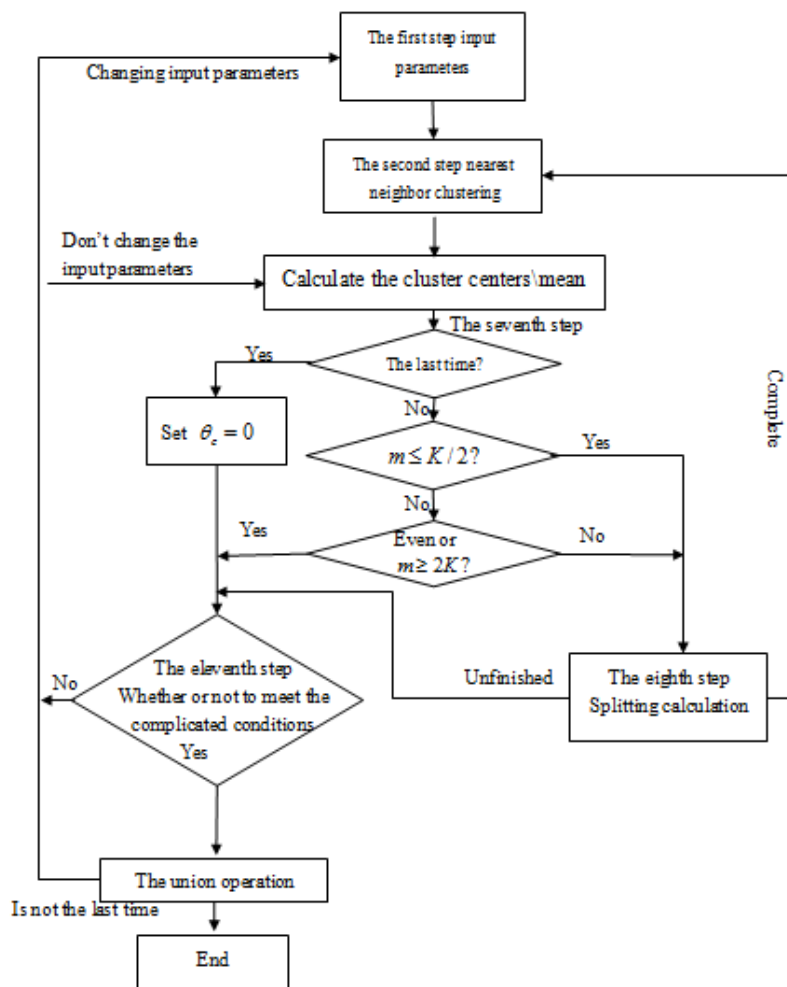 The first step input
parameters
Changing input parameters
The second step nearest
neighbor clustering
Don't change the
input parameters
Calculate the cluster centers\mean
The seventh step
Yes
The last time?
Complete
No
Set θ_c = 0
m ≤ K / 2?
Yes
No
Yes
Even or
m ≥ 2K?
No
The eleventh step
Whether or not to meet the
complicated conditions
Yes
No
Unfinished
The eighth step
Splitting calculation
The union operation
Is not the last time
End